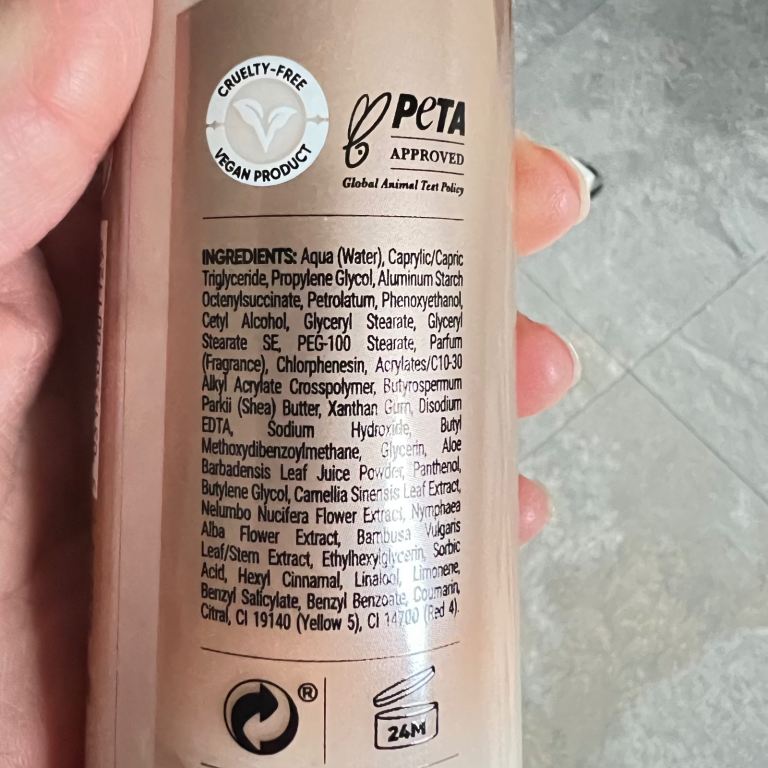 CRUELTY-FREE
VEGAN PRODUCT
PETA
APPROVED
Global Animal Test Policy
INGREDIENTS: Aqua (Water), Caprylic/Capric
Triglyceride, Propylene Glycol, Aluminum Starch
Octenylsuccinate, Petrolatum, Phenoxyethanol,
Cetyl Alcohol, Glyceryl Stearate, Glyceryl
Stearate SE, PEG-100 Stearate, Parfum
(Fragrance), Chlorphenesin, Acrylates/C10-30
Alkyl Acrylate Crosspolymer, Butyrospermum
Parkii (Shea) Butter, Xanthan Gum, Disodium
EDTA, Sodium Hydroxide, Butyl
Methoxydibenzoylmethane, Glycerin, Aloe
Barbadensis Leaf Juice Powder, Panthenol,
Butylene Glycol, Camellia Sinensis Leaf Extract,
Nelumbo Nucifera Flower Extract, Nymphaea
Alba Flower Extract, Bambusa Vulgaris
Leaf/Stem Extract, Ethylhexylglycerin, Sorbic
Acid, Hexyl Cinnamal, Linalool, Limonene,
Benzyl Salicylate, Benzyl Benzoate, Coumarin,
Citral, CI 19140 (Yellow 5), CI 14700 (Red 4).
®
24M